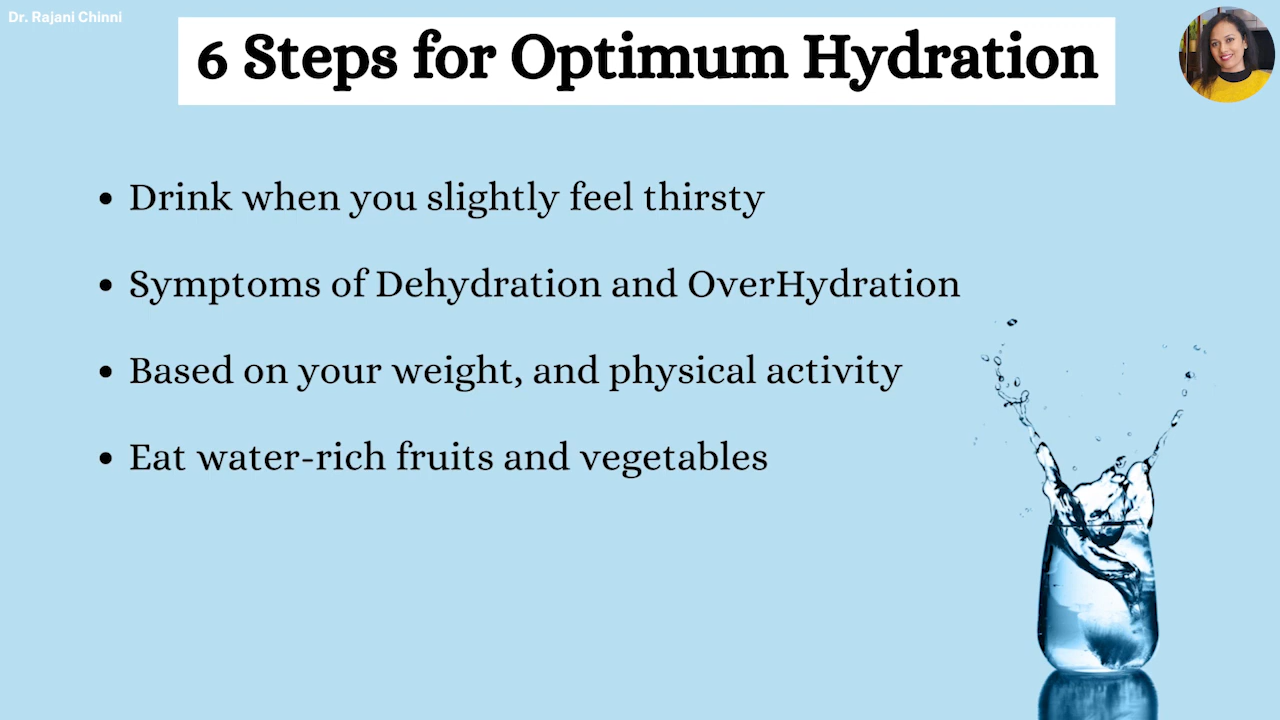 Dr. Rajani Chinni
6 Steps for Optimum Hydration
• Drink when you slightly feel thirsty
• Symptoms of Dehydration and OverHydration
• Based on your weight, and physical activity
• Eat water-rich fruits and vegetables